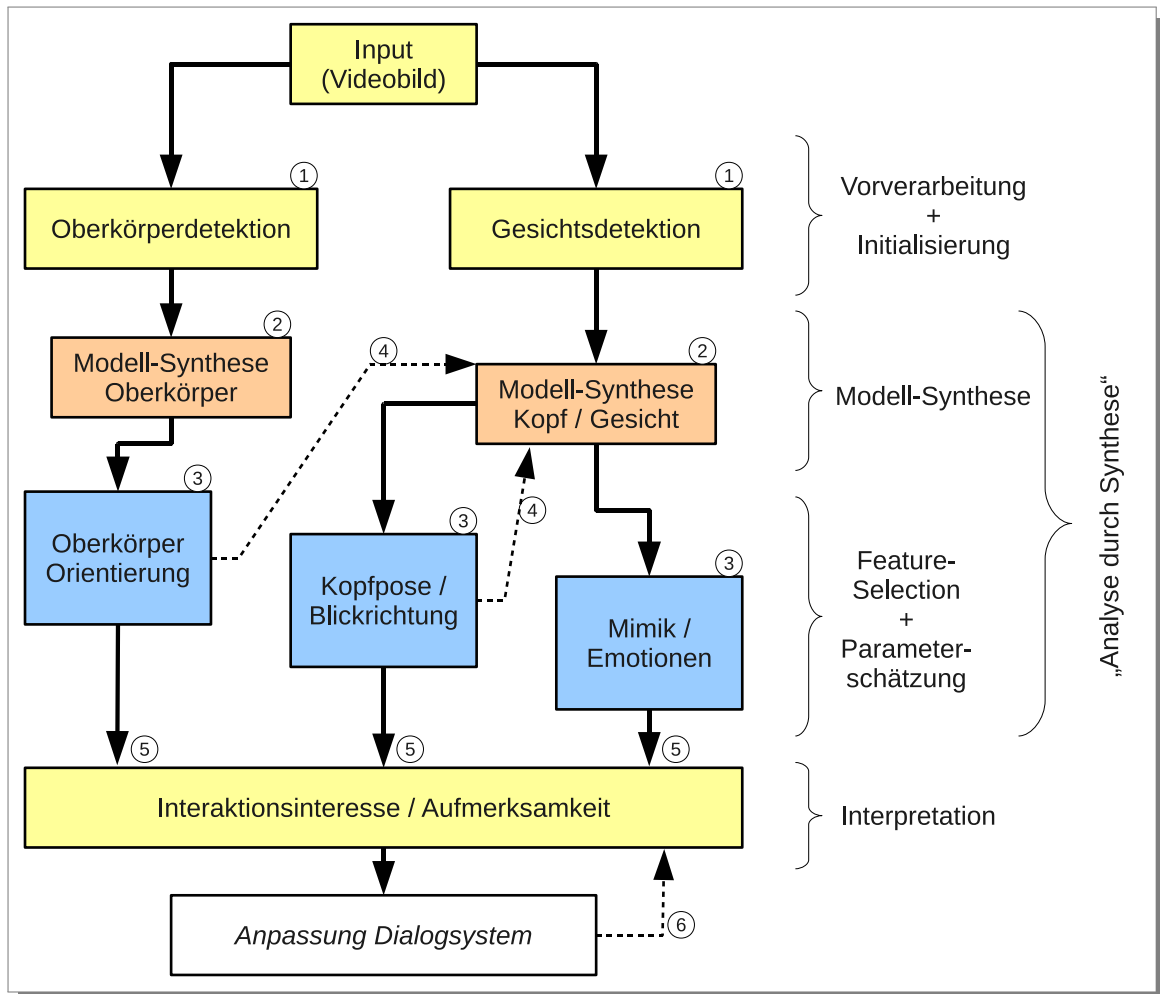 Input
(Videobild)
1
1
Oberkörperdetektion
Gesichtsdetektion
Vorverarbeitung
+
Initialisierung
2
Modell-Synthese
Oberkörper
4
2
Modell-Synthese
Kopf / Gesicht
Modell-Synthese
3
Oberkörper
Orientierung
4
3
Kopfpose /
Blickrichtung
3
Mimik /
Emotionen
Feature-
Selection
+
Parameter-
schätzung
„Analyse durch Synthese“
5
5
5
Interaktionsinteresse / Aufmerksamkeit
Interpretation
Anpassung Dialogsystem
6